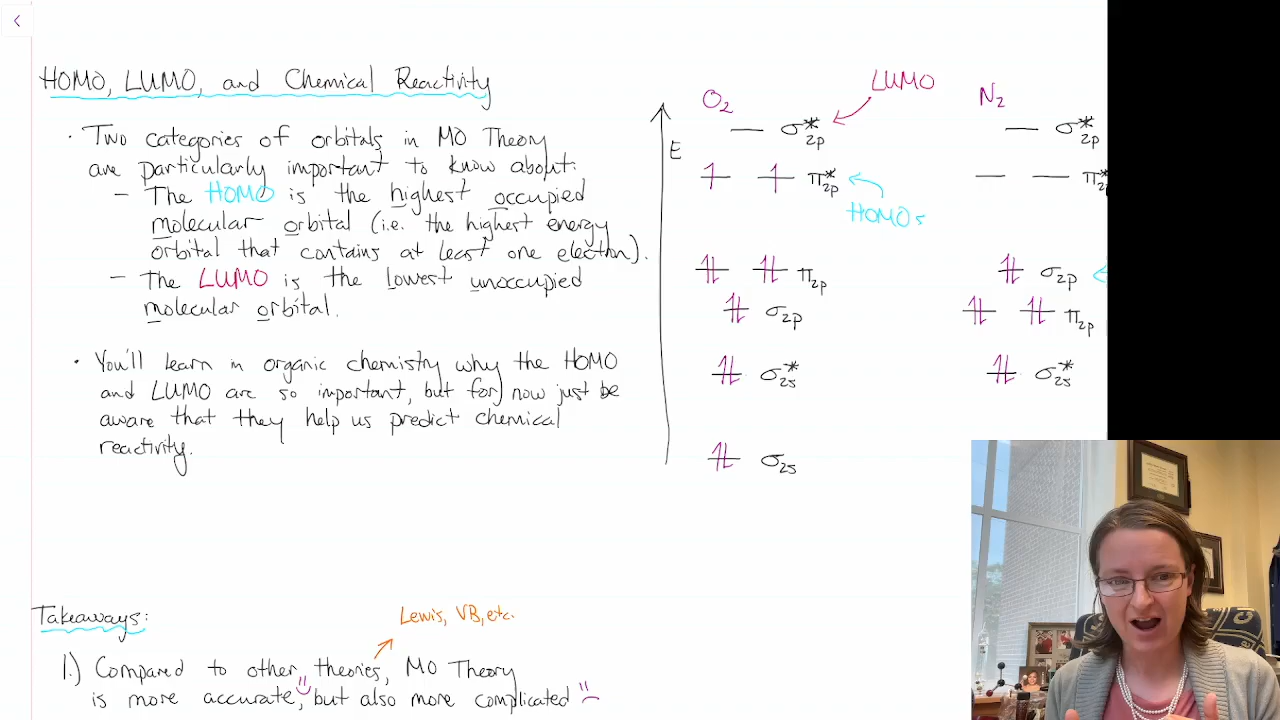 HOMO, LUMO, and Chemical Reactivity
· Two categories of orbitals in MO Theory
are particularly important to know about:
– The HOMO is the highest occupied
molecular orbital (i.e. the highest energy
orbital that contains at least one electron).
– The LUMO is the lowest unoccupied
molecular orbital.
· You'll learn in organic chemistry why the HOMO
and LUMO are so important, but for now just be
aware that they help us predict chemical
reactivity.
E
O₂
LUMO
σ*2p
π*2p
HOMOs
π2p
σ2p
σ*2s
σ2s
N₂
σ*2p
π*2p
σ2p
π2p
σ*2s
Takeaways:
Lewis, VB, etc.
1.) Compared to other theories, MO Theory
is more accurate, but also more complicated